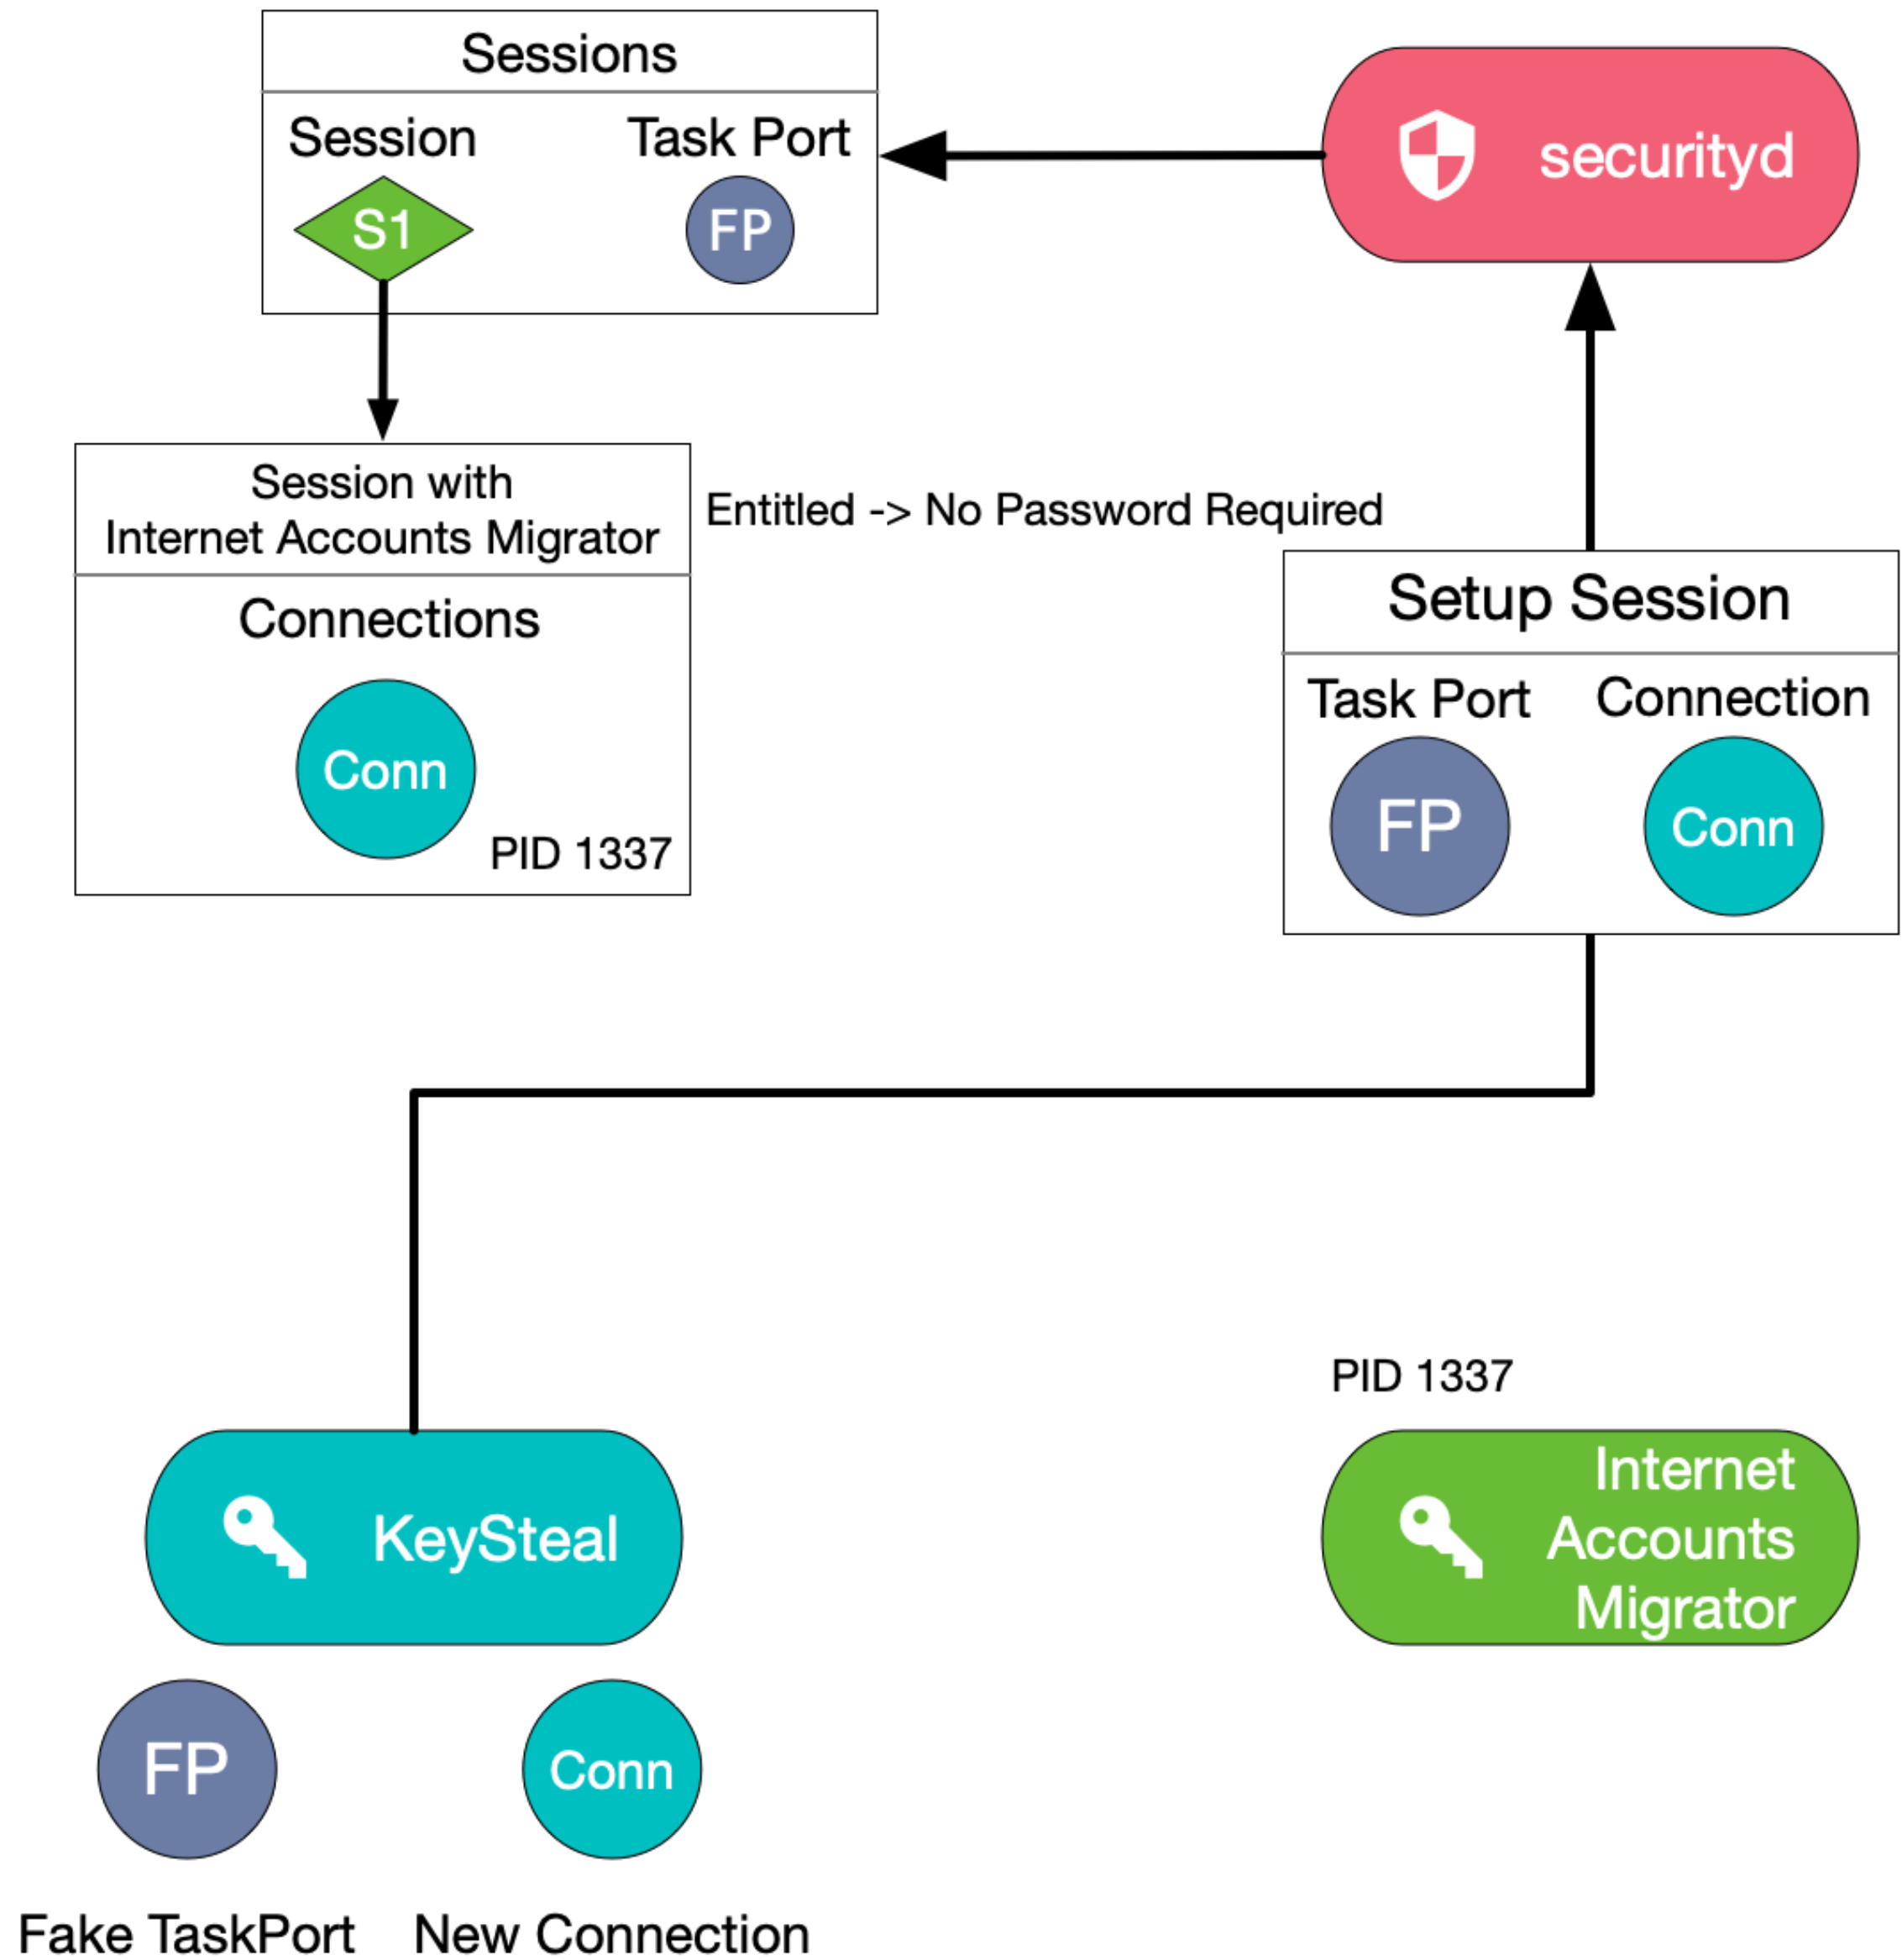 Sessions
Session Task Port
S1 FP
securityd
Session with
Internet Accounts Migrator
Entitled -> No Password Required
Connections
Conn
PID 1337
Setup Session
Task Port Connection
FP Conn
KeySteal
PID 1337
Internet
Accounts
Migrator
FP Conn
Fake TaskPort New Connection